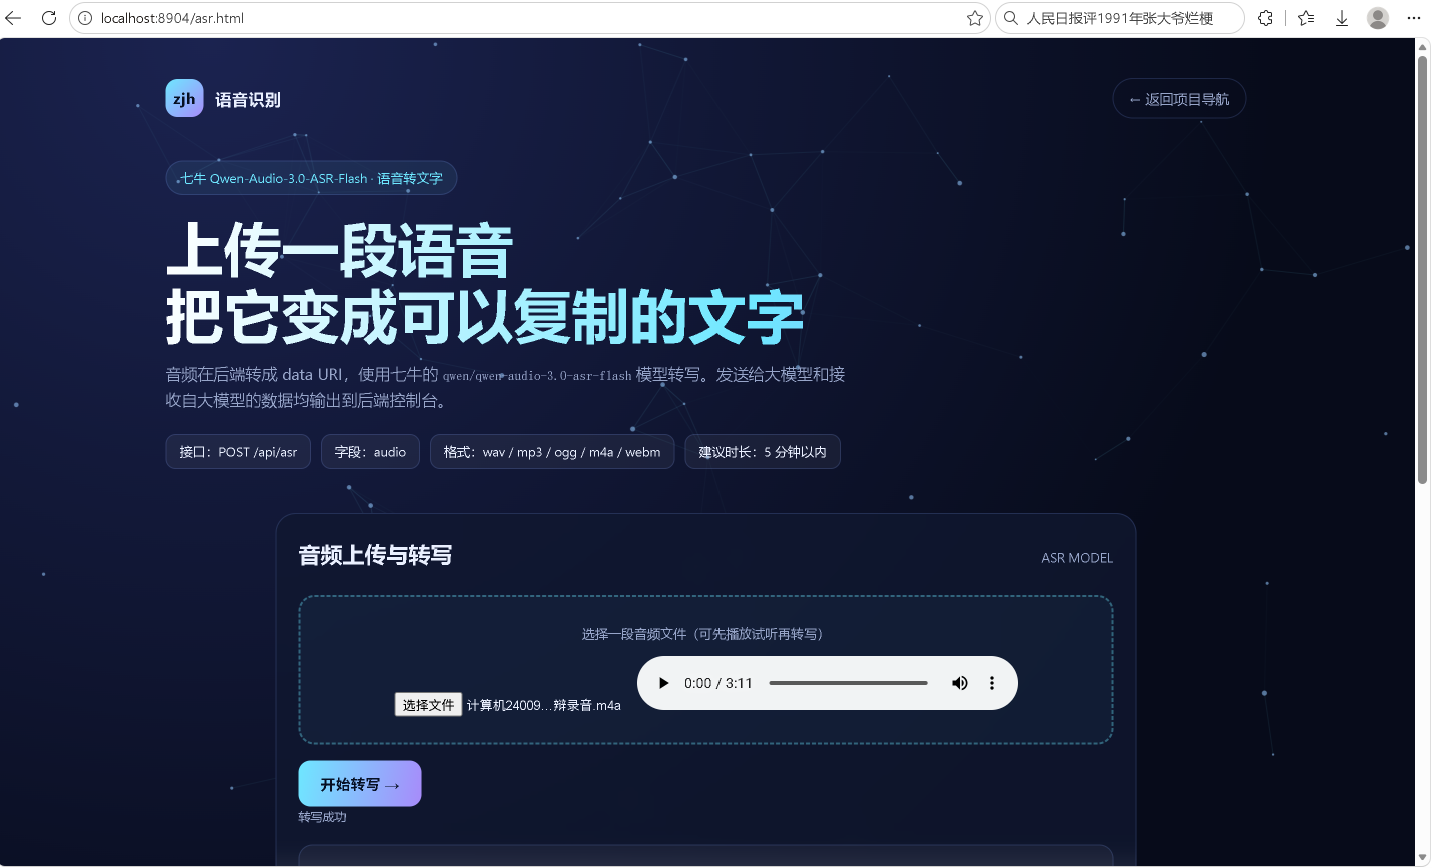 localhost:8904/asr.html
人民日报评1991年张大爷烂梗
zjh
语音识别
← 返回项目导航
七牛 Qwen-Audio-3.0-ASR-Flash · 语音转文字
上传一段语音
把它变成可以复制的文字
音频在后端转成 data URI，使用七牛的 qwen/qwen-audio-3.0-asr-flash 模型转写。发送给大模型和接
收自大模型的数据均输出到后端控制台。
接口：POST /api/asr
字段：audio
格式：wav / mp3 / ogg / m4a / webm
建议时长：5 分钟以内
音频上传与转写
ASR MODEL
选择一段音频文件（可先播放试听再转写）
选择文件 计算机24009...辩录音.m4a
0:00 / 3:11
开始转写 →
转写成功